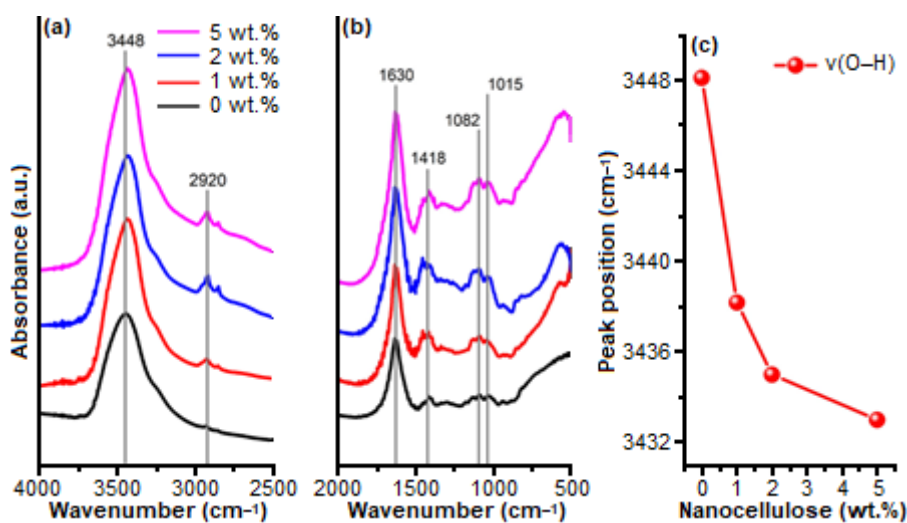 (a)
3448
5 wt.%
2 wt.%
1 wt.%
0 wt.%
2920
Absorbance (a.u.)
4000 3500 3000 2500
Wavenumber (cm⁻¹)
(b)
1630
1015
1082
1418
2000 1500 1000 500
Wavenumber (cm⁻¹)
(c)
ν(O–H)
Peak position (cm⁻¹)
3448
3444
3440
3436
3432
0 1 2 3 4 5
Nanocellulose (wt.%)